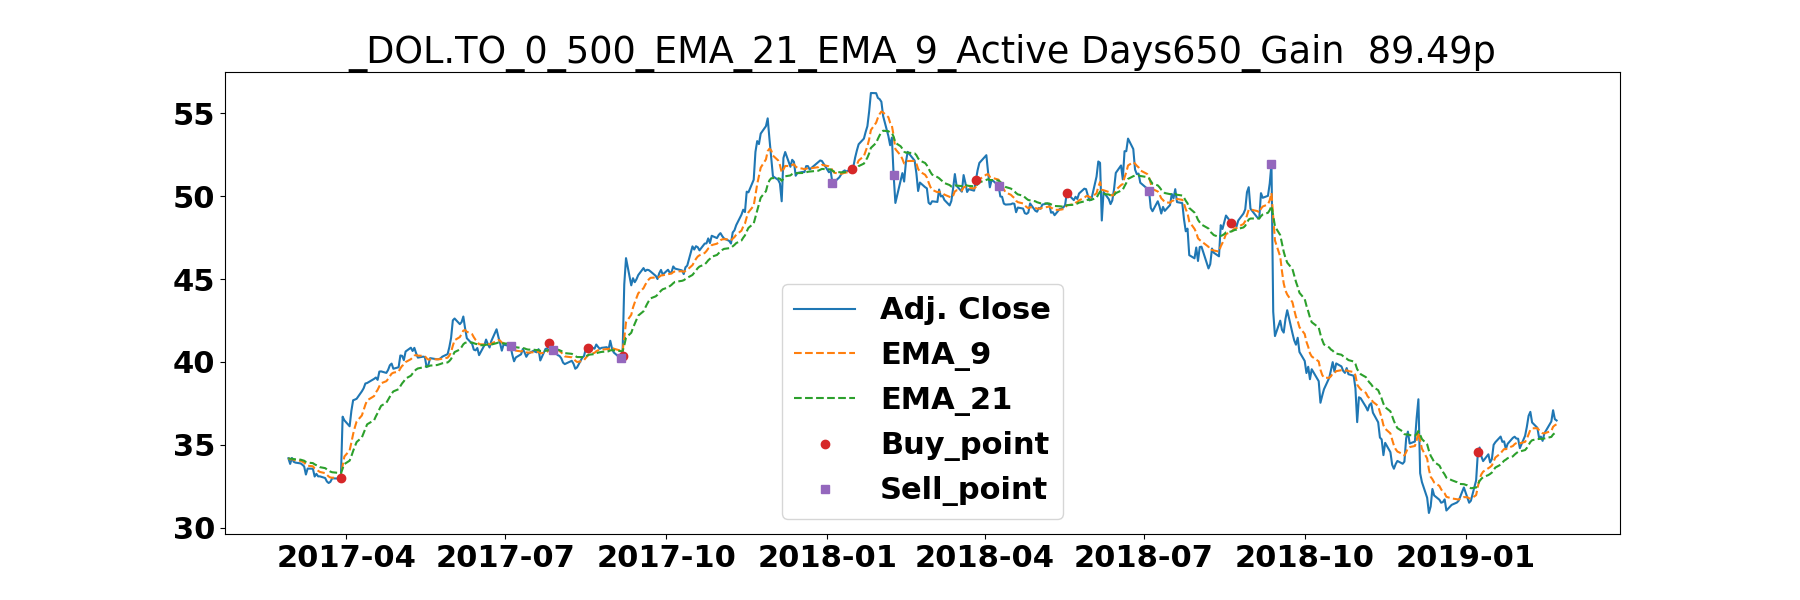 _DOL.TO_0_500_EMA_21_EMA_9_Active Days650_Gain  89.49p
55
50
45
40
35
30
Adj. Close
EMA_9
EMA_21
Buy_point
Sell_point
2017-04 2017-07 2017-10 2018-01 2018-04 2018-07 2018-10 2019-01